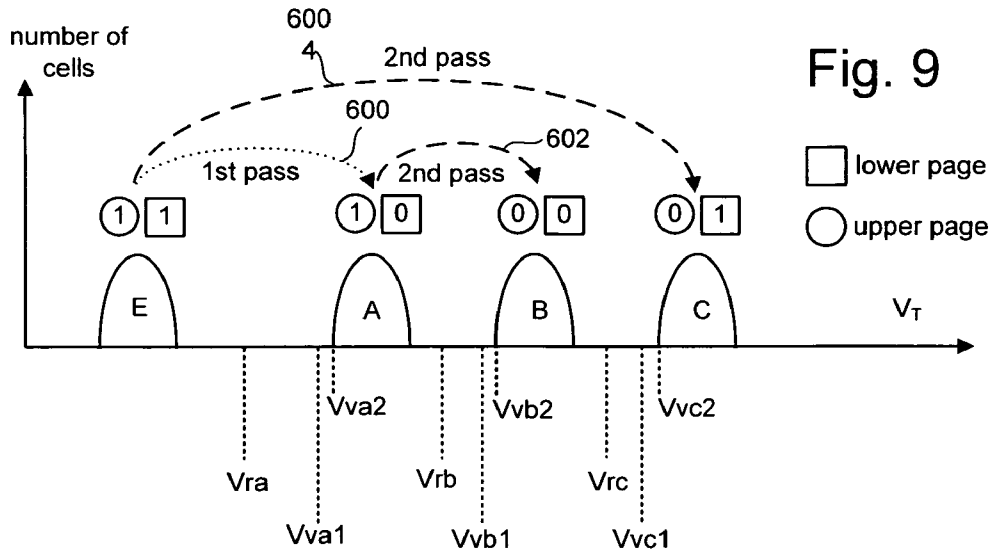 number of
cells
600
4
2nd pass
Fig. 9
600
602
1st pass
2nd pass
lower page
upper page
1 1
1 0
0 0
0 1
E
A
B
C
VT
Vva2
Vvb2
Vvc2
Vra
Vrb
Vrc
Vva1
Vvb1
Vvc1